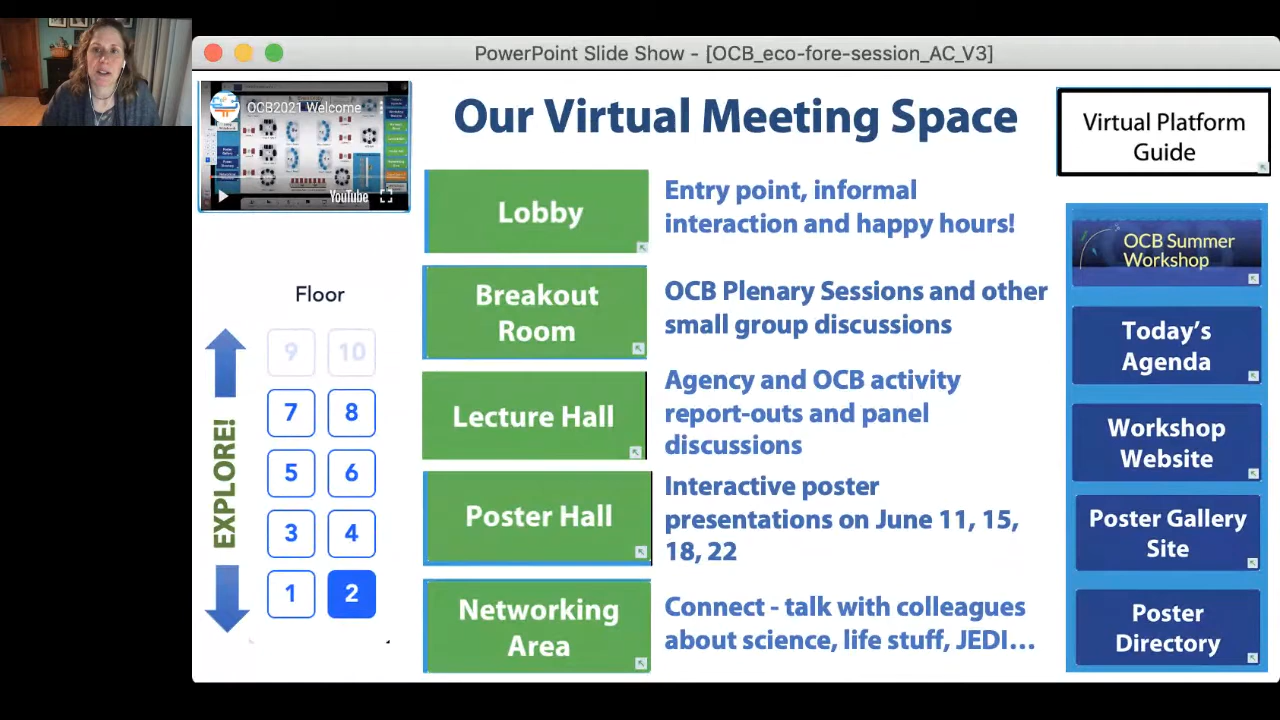 PowerPoint Slide Show - [OCB_eco-fore-session_AC_V3]
OCB2021 Welcome
YouTube
Our Virtual Meeting Space
Virtual Platform
Guide
Lobby
Entry point, informal
interaction and happy hours!
Breakout
Room
OCB Plenary Sessions and other
small group discussions
Lecture Hall
Agency and OCB activity
report-outs and panel
discussions
Poster Hall
Interactive poster
presentations on June 11, 15,
18, 22
Networking
Area
Connect - talk with colleagues
about science, life stuff, JEDI...
Floor
EXPLORE!
9 10
7 8
5 6
3 4
1 2
OCB Summer
Workshop
Today's
Agenda
Workshop
Website
Poster Gallery
Site
Poster
Directory